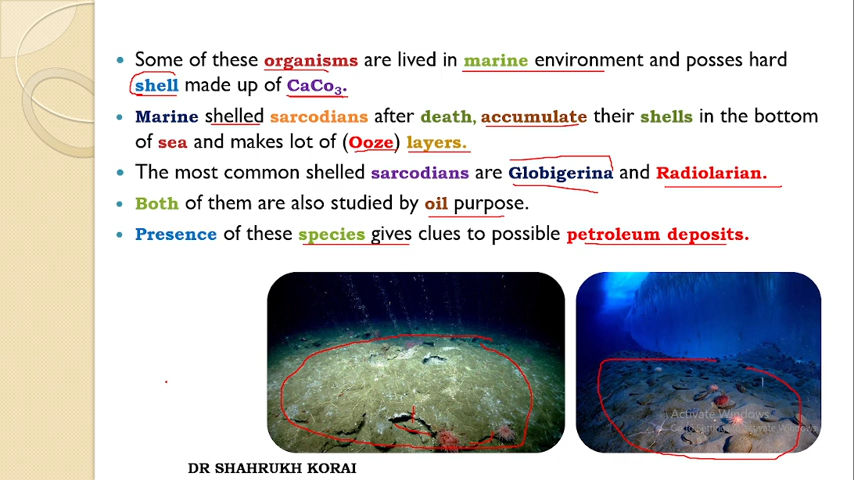 Some of these organisms are lived in marine environment and posses hard
shell made up of CaCo₃.
Marine shelled sarcodians after death, accumulate their shells in the bottom
of sea and makes lot of (Ooze) layers.
The most common shelled sarcodians are Globigerina and Radiolarian.
Both of them are also studied by oil purpose.
Presence of these species gives clues to possible petroleum deposits.
Activate Windows
DR SHAHRUKH KORAI